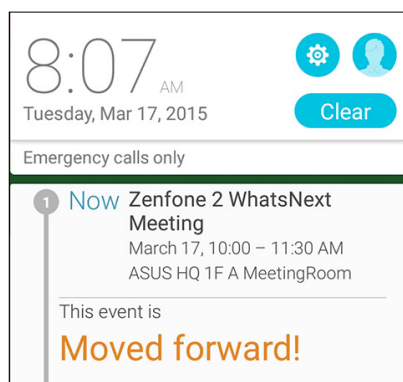 8:07 AM
Tuesday, Mar 17, 2015
Clear
Emergency calls only
1
Now Zenfone 2 WhatsNext
Meeting
March 17, 10:00 – 11:30 AM
ASUS HQ 1F A MeetingRoom
This event is
Moved forward!